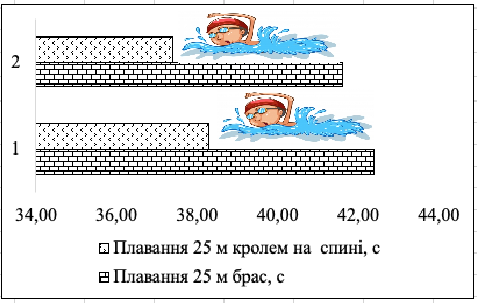 2
1
34,00 36,00 38,00 40,00 42,00 44,00
Плавання 25 м кролем на спині, с
Плавання 25 м брас, с